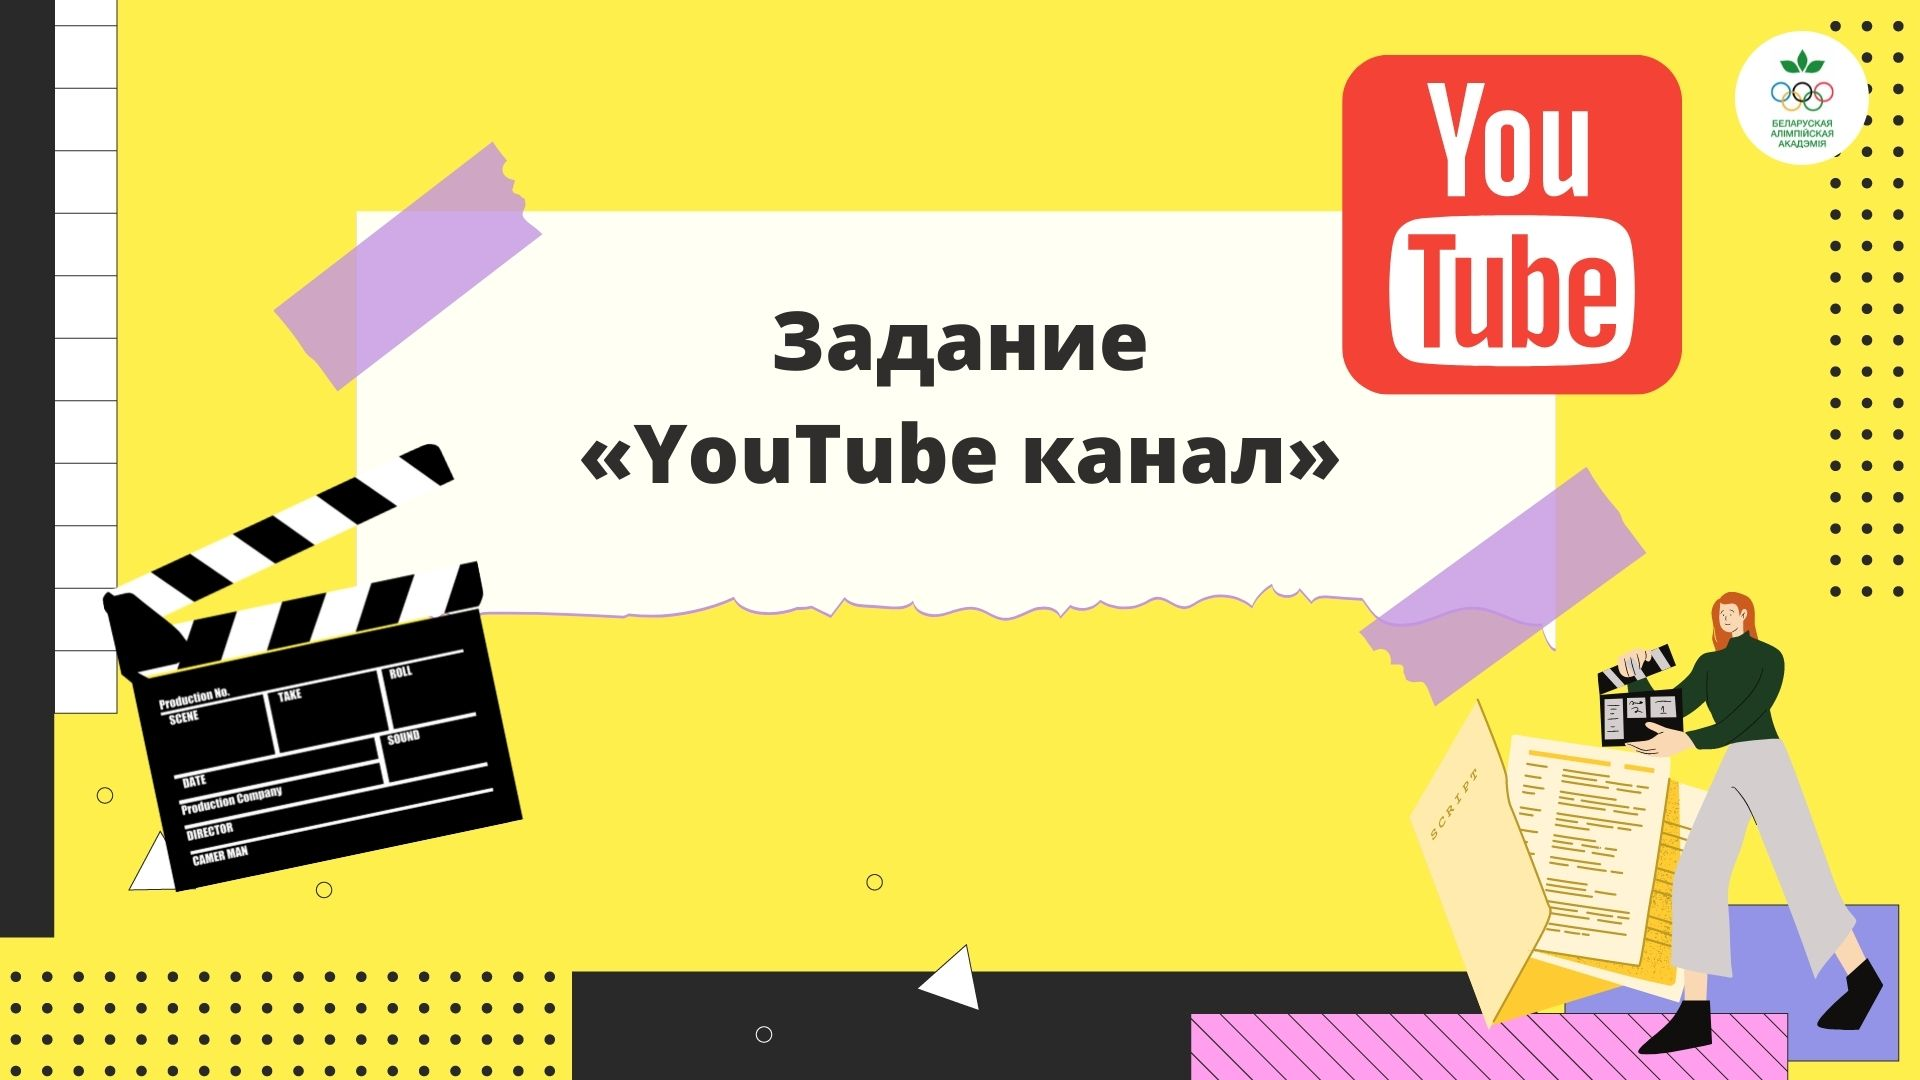 You
Tube
БЕЛАРУСКАЯ
АЛІМПІЙСКАЯ
АКАДЭМІЯ
Задание
«YouTube канал»
Production No.
SCENE
TAKE
ROLL
SOUND
DATE
Production Company
DIRECTOR
CAMER MAN
SCRIPT